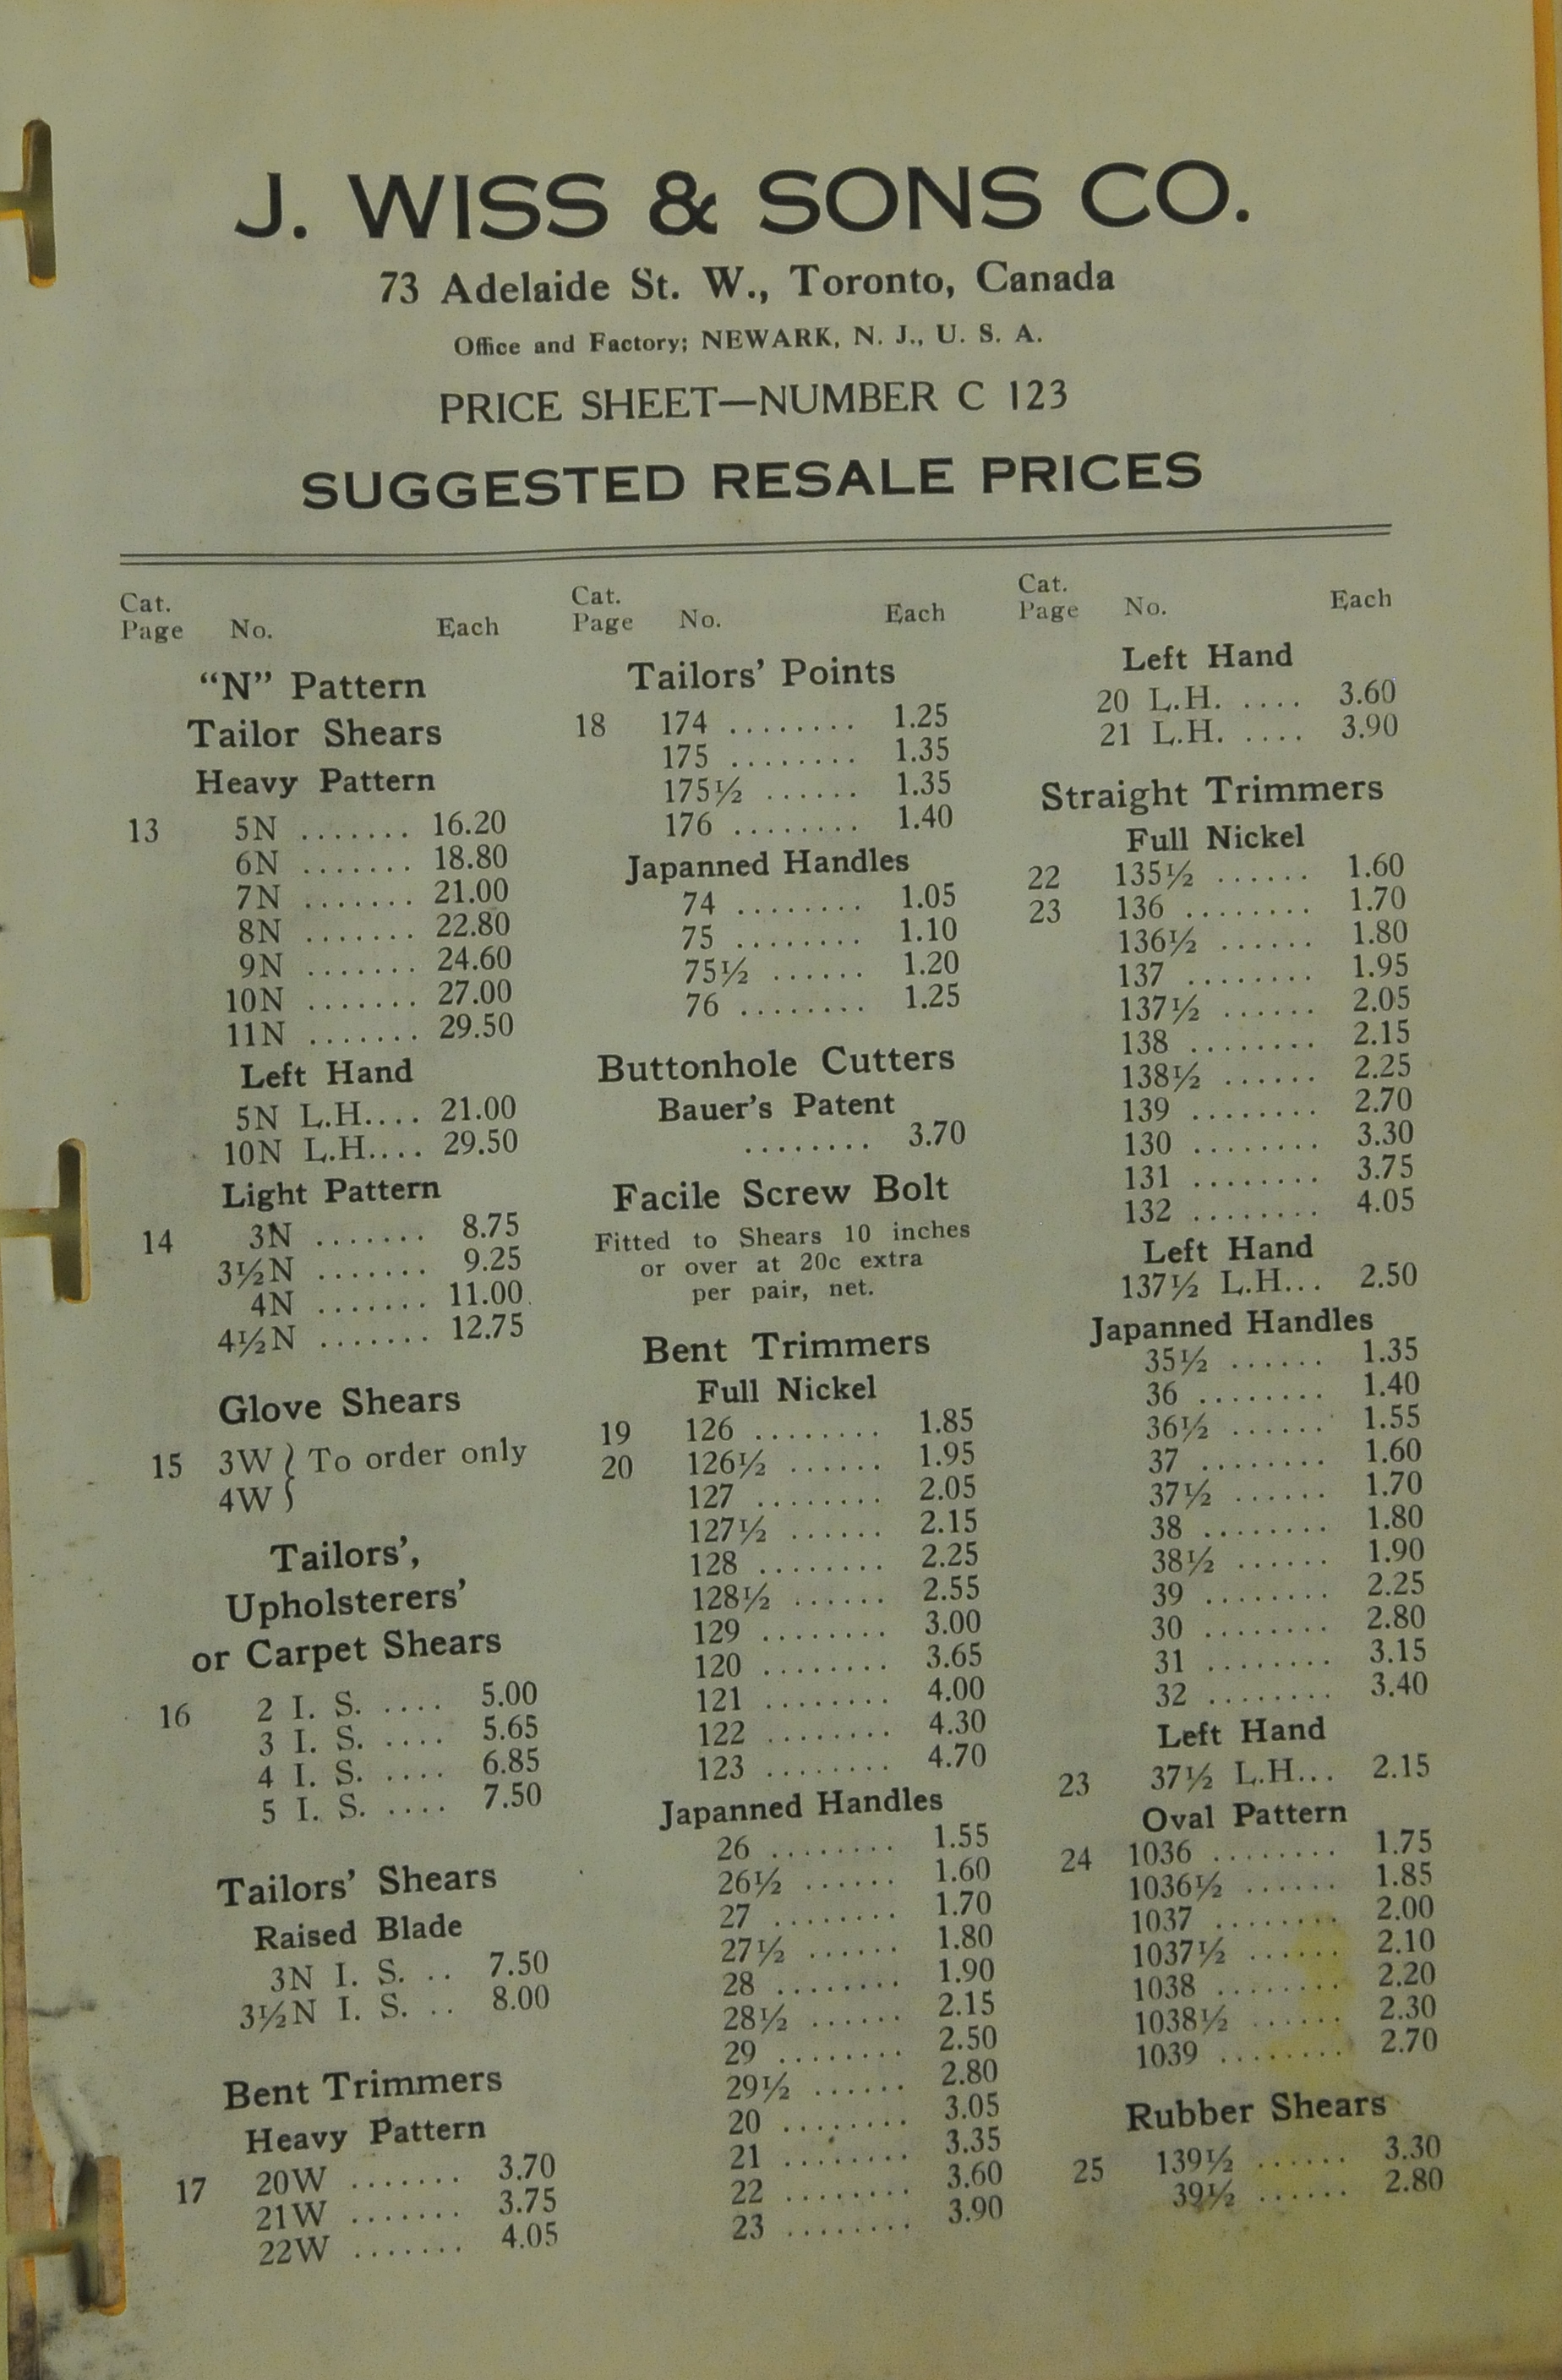 J. WISS & SONS CO.
73 Adelaide St. W., Toronto, Canada
Office and Factory; NEWARK, N. J., U. S. A.
PRICE SHEET—NUMBER C 123
SUGGESTED RESALE PRICES
Cat.
Page No. Each
"N" Pattern
Tailor Shears
Heavy Pattern
13 5N ....... 16.20
6N ....... 18.80
7N ....... 21.00
8N ....... 22.80
9N ....... 24.60
10N ....... 27.00
11N ....... 29.50
Left Hand
5N L.H.... 21.00
10N L.H.... 29.50
Light Pattern
14 3N ....... 8.75
3½N ....... 9.25
4N ....... 11.00
4½N ....... 12.75
Glove Shears
15 3W } To order only
4W
Tailors',
Upholsterers'
or Carpet Shears
16 2 I. S. .... 5.00
3 I. S. .... 5.65
4 I. S. .... 6.85
5 I. S. .... 7.50
Tailors' Shears
Raised Blade
3N I. S. .. 7.50
3½N I. S. .. 8.00
Bent Trimmers
Heavy Pattern
17 20W ....... 3.70
21W ....... 3.75
22W ....... 4.05
Cat.
Page No. Each
Tailors' Points
18 174 ........ 1.25
175 ........ 1.35
175½ ...... 1.35
176 ........ 1.40
Japanned Handles
74 ........ 1.05
75 ........ 1.10
75½ ...... 1.20
76 ........ 1.25
Buttonhole Cutters
Bauer's Patent
........ 3.70
Facile Screw Bolt
Fitted to Shears 10 inches
or over at 20c extra
per pair, net.
Bent Trimmers
Full Nickel
19 126 ........ 1.85
20 126½ ...... 1.95
127 ........ 2.05
127½ ...... 2.15
128 ........ 2.25
128½ ...... 2.55
129 ........ 3.00
120 ........ 3.65
121 ........ 4.00
122 ........ 4.30
123 ........ 4.70
Japanned Handles
26 ........ 1.55
26½ ...... 1.60
27 ........ 1.70
27½ ...... 1.80
28 ........ 1.90
28½ ...... 2.15
29 ........ 2.50
29½ ...... 2.80
20 ........ 3.05
21 ........ 3.35
22 ........ 3.60
23 ........ 3.90
Cat.
Page No. Each
Left Hand
20 L.H. .... 3.60
21 L.H. .... 3.90
Straight Trimmers
Full Nickel
22 135½ ...... 1.60
23 136 ........ 1.70
136½ ...... 1.80
137 ........ 1.95
137½ ...... 2.05
138 ........ 2.15
138½ ...... 2.25
139 ........ 2.70
130 ........ 3.30
131 ........ 3.75
132 ........ 4.05
Left Hand
137½ L.H... 2.50
Japanned Handles
35½ ...... 1.35
36 ........ 1.40
36½ ...... 1.55
37 ........ 1.60
37½ ...... 1.70
38 ........ 1.80
38½ ...... 1.90
39 ........ 2.25
30 ........ 2.80
31 ........ 3.15
32 ........ 3.40
Left Hand
23 37½ L.H... 2.15
Oval Pattern
24 1036 ........ 1.75
1036½ ...... 1.85
1037 ........ 2.00
1037½ ...... 2.10
1038 ........ 2.20
1038½ ...... 2.30
1039 ........ 2.70
Rubber Shears
25 139½ ...... 3.30
39½ ...... 2.80